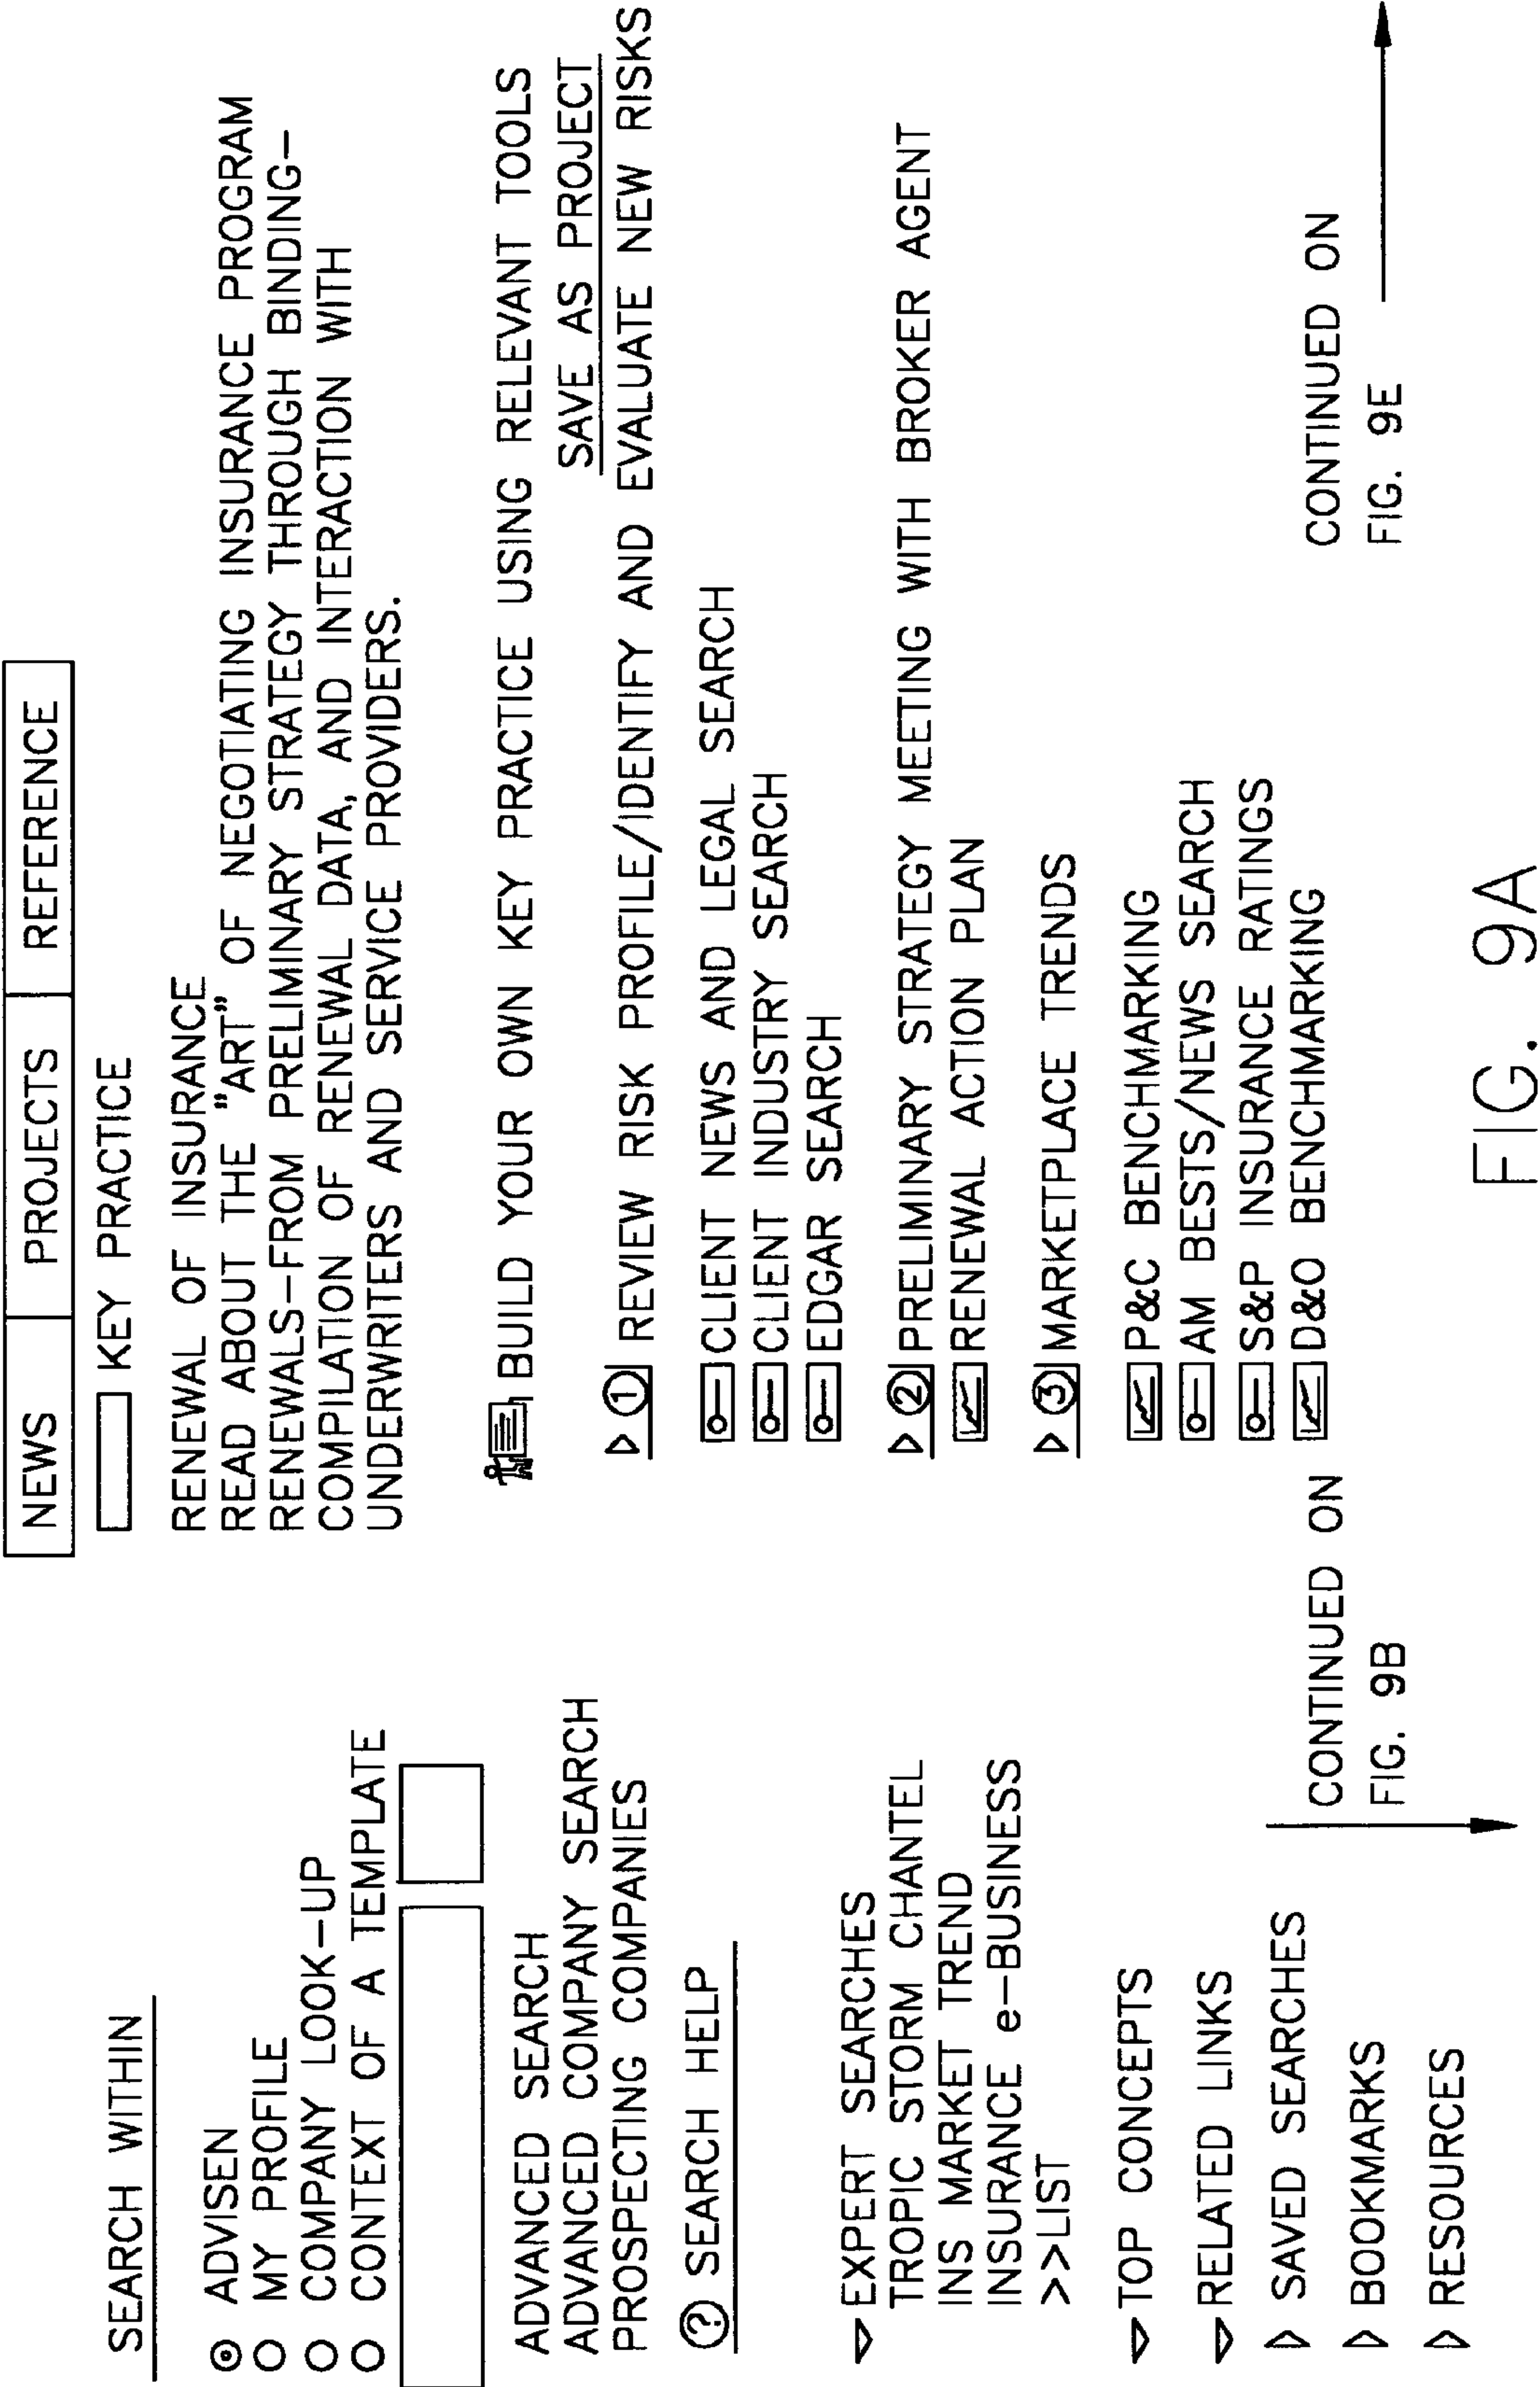 SEARCH WITHIN
ADVISEN
MY PROFILE
COMPANY LOOK-UP
CONTEXT OF A TEMPLATE
ADVANCED SEARCH
ADVANCED COMPANY SEARCH
PROSPECTING COMPANIES
? SEARCH HELP
EXPERT SEARCHES
TROPIC STORM CHANTEL
INS MARKET TREND
INSURANCE e-BUSINESS
>>LIST
TOP CONCEPTS
RELATED LINKS
SAVED SEARCHES
BOOKMARKS
RESOURCES
CONTINUED ON
FIG. 9B
NEWS PROJECTS REFERENCE
KEY PRACTICE
RENEWAL OF INSURANCE
READ ABOUT THE "ART" OF NEGOTIATING INSURANCE PROGRAM
RENEWALS-FROM PRELIMINARY STRATEGY THROUGH BINDING-
COMPILATION OF RENEWAL DATA, AND INTERACTION WITH
UNDERWRITERS AND SERVICE PROVIDERS.
BUILD YOUR OWN KEY PRACTICE USING RELEVANT TOOLS
SAVE AS PROJECT
1 REVIEW RISK PROFILE/IDENTIFY AND EVALUATE NEW RISKS
CLIENT NEWS AND LEGAL SEARCH
CLIENT INDUSTRY SEARCH
EDGAR SEARCH
2 PRELIMINARY STRATEGY MEETING WITH BROKER AGENT
RENEWAL ACTION PLAN
3 MARKETPLACE TRENDS
P&C BENCHMARKING
AM BESTS/NEWS SEARCH
S&P INSURANCE RATINGS
D&O BENCHMARKING
CONTINUED ON
FIG. 9E
FIG. 9A